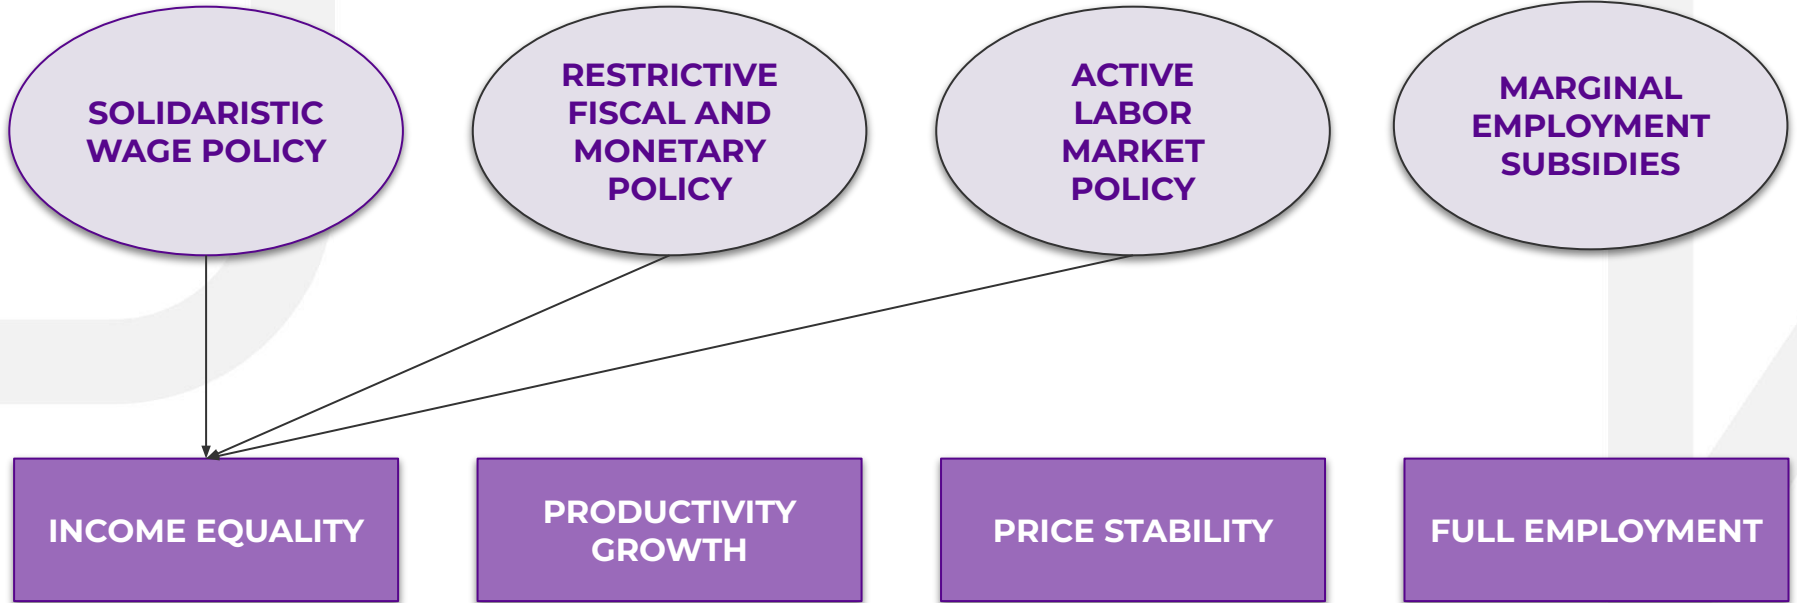 SOLIDARISTIC
WAGE POLICY
RESTRICTIVE
FISCAL AND
MONETARY
POLICY
ACTIVE
LABOR
MARKET
POLICY
MARGINAL
EMPLOYMENT
SUBSIDIES
INCOME EQUALITY
PRODUCTIVITY
GROWTH
PRICE STABILITY
FULL EMPLOYMENT